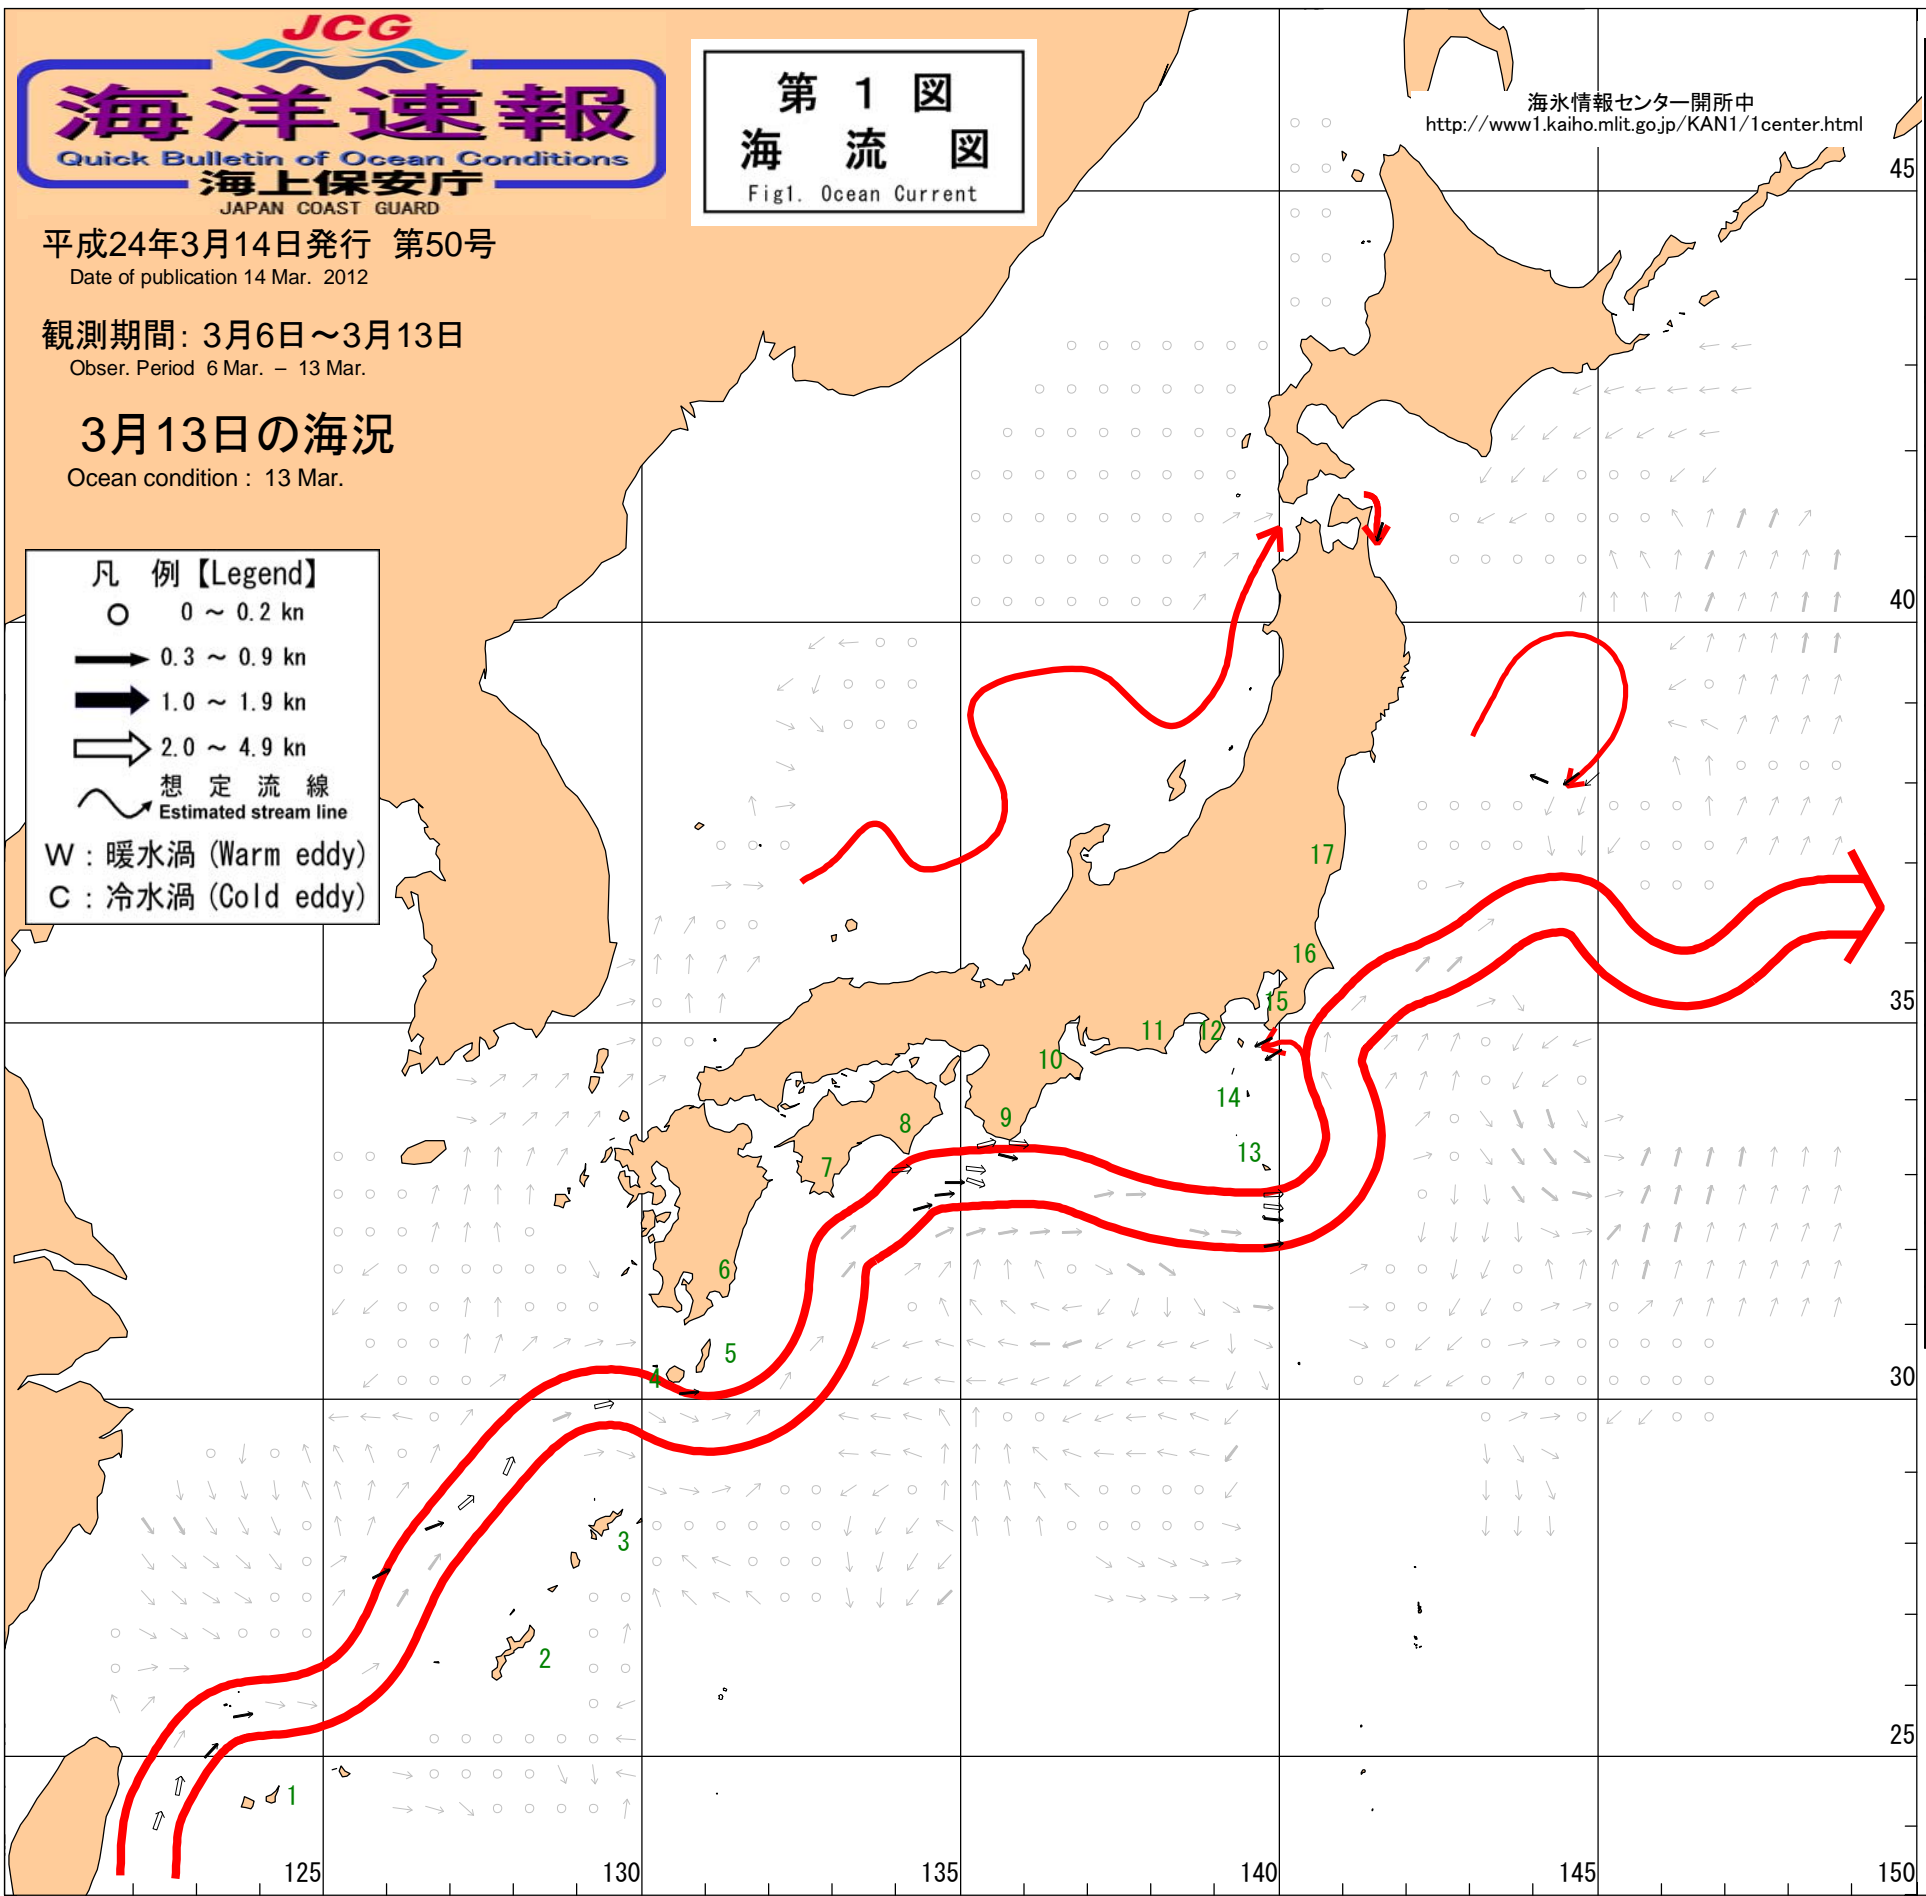 JCG
海洋速報
Quick Bulletin of Ocean Conditions
海上保安庁
JAPAN COAST GUARD
平成24年3月14日発行 第50号
Date of publication 14 Mar. 2012
観測期間: 3月6日～3月13日
Obser. Period 6 Mar. – 13 Mar.
3月13日の海況
Ocean condition : 13 Mar.
第 1 図
海 流 図
Fig1. Ocean Current
海氷情報センター開所中
http://www1.kaiho.mlit.go.jp/KAN1/1center.html
凡 例【Legend】
0 ～ 0.2 kn
0.3 ～ 0.9 kn
1.0 ～ 1.9 kn
2.0 ～ 4.9 kn
想 定 流 線
Estimated stream line
W : 暖水渦 (Warm eddy)
C : 冷水渦 (Cold eddy)
45
40
17
16
35
15
12
11
10
14
9
8
13
7
6
5
4
30
3
2
25
1
125
130
135
140
145
150